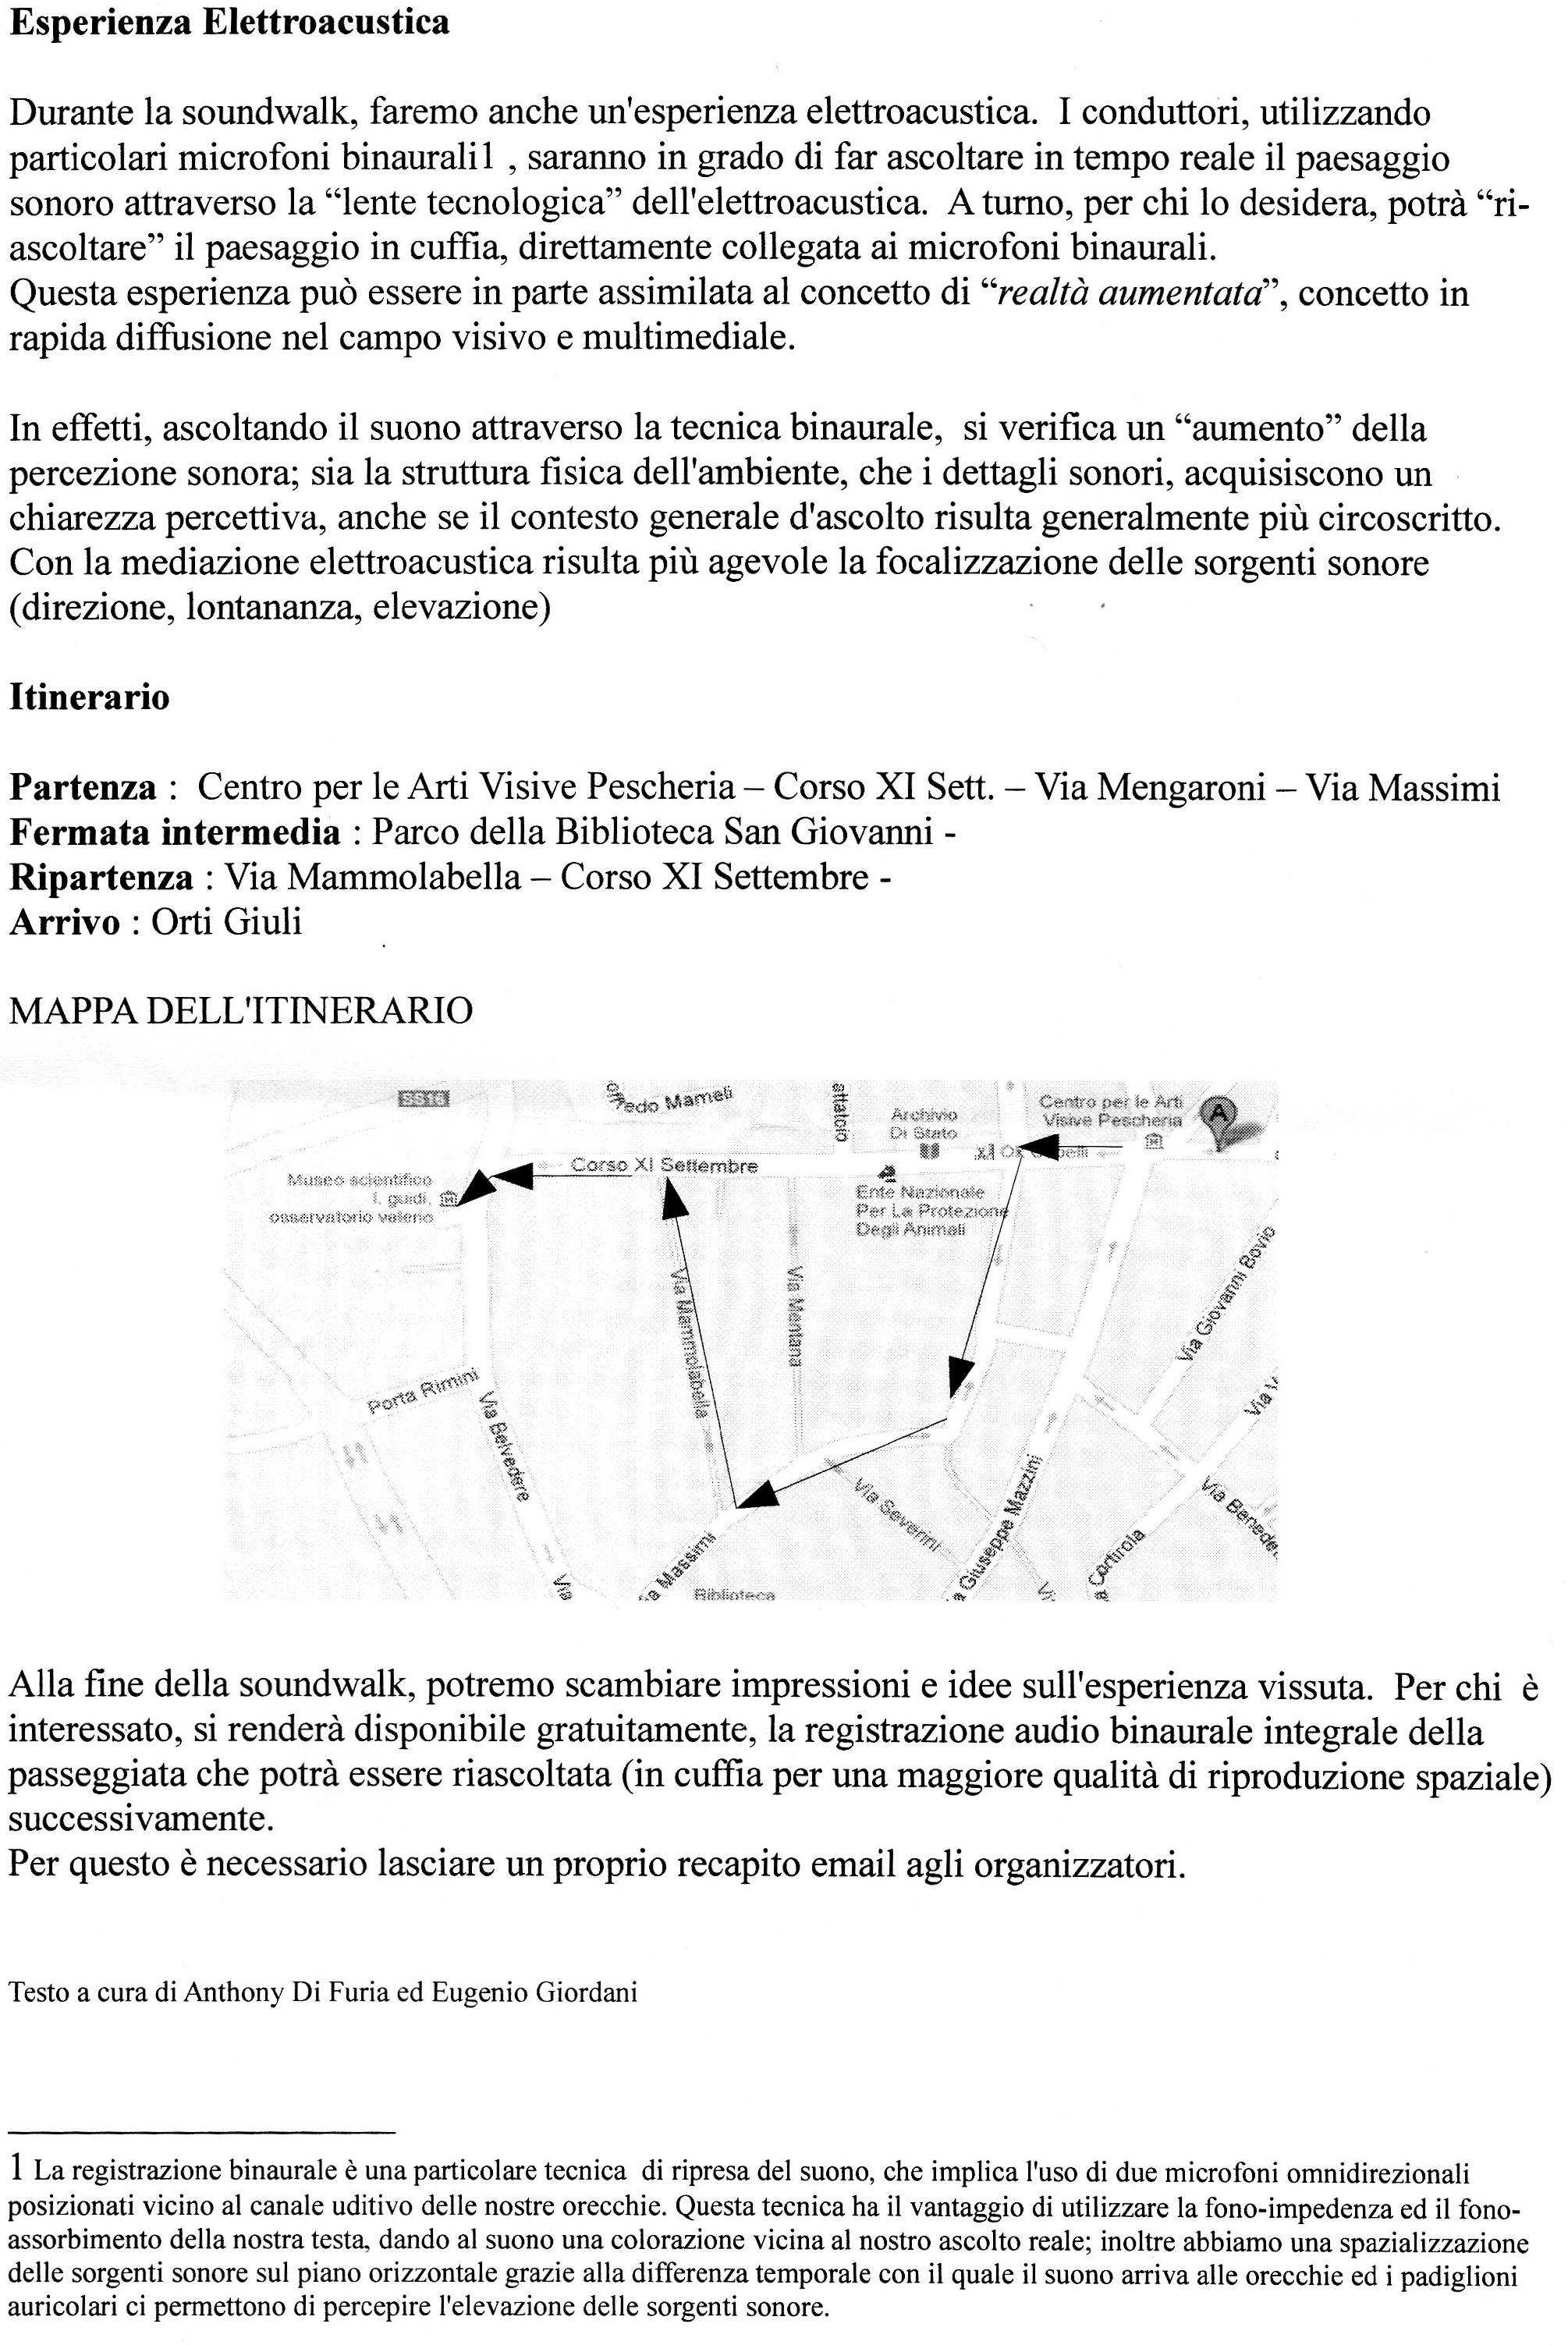 Esperienza Elettroacustica
Durante la soundwalk, faremo anche un'esperienza elettroacustica. I conduttori, utilizzando
particolari microfoni binaurali1 , saranno in grado di far ascoltare in tempo reale il paesaggio
sonoro attraverso la “lente tecnologica” dell'elettroacustica. A turno, per chi lo desidera, potrà “ri-
ascoltare” il paesaggio in cuffia, direttamente collegata ai microfoni binaurali.
Questa esperienza può essere in parte assimilata al concetto di “realtà aumentata”, concetto in
rapida diffusione nel campo visivo e multimediale.
In effetti, ascoltando il suono attraverso la tecnica binaurale, si verifica un “aumento” della
percezione sonora; sia la struttura fisica dell'ambiente, che i dettagli sonori, acquisiscono un
chiarezza percettiva, anche se il contesto generale d'ascolto risulta generalmente più circoscritto.
Con la mediazione elettroacustica risulta più agevole la focalizzazione delle sorgenti sonore
(direzione, lontananza, elevazione)
Itinerario
Partenza : Centro per le Arti Visive Pescheria – Corso XI Sett. – Via Mengaroni – Via Massimi
Fermata intermedia : Parco della Biblioteca San Giovanni -
Ripartenza : Via Mammolabella – Corso XI Settembre -
Arrivo : Orti Giuli
MAPPA DELL'ITINERARIO
SS16
edo Mameli
attatoio
Archivio
Di Stato
Centro per le Arti
Visive Pescheria
A
Corso XI Settembre
Museo scientifico
l. guidi,
osservatorio valerio
Ente Nazionale
Per La Protezione
Degli Animali
Via Mammolabella
Via Mentana
Via Giovanni Bovio
Porta Rimini
Via Belvedere
Via Severini
a Giuseppe Mazzini
Via V
Via Benede
Cortirola
a Massimi
Via
Biblioteca
Vi
Alla fine della soundwalk, potremo scambiare impressioni e idee sull'esperienza vissuta. Per chi è
interessato, si renderà disponibile gratuitamente, la registrazione audio binaurale integrale della
passeggiata che potrà essere riascoltata (in cuffia per una maggiore qualità di riproduzione spaziale)
successivamente.
Per questo è necessario lasciare un proprio recapito email agli organizzatori.
Testo a cura di Anthony Di Furia ed Eugenio Giordani
1 La registrazione binaurale è una particolare tecnica di ripresa del suono, che implica l'uso di due microfoni omnidirezionali
posizionati vicino al canale uditivo delle nostre orecchie. Questa tecnica ha il vantaggio di utilizzare la fono-impedenza ed il fono-
assorbimento della nostra testa, dando al suono una colorazione vicina al nostro ascolto reale; inoltre abbiamo una spazializzazione
delle sorgenti sonore sul piano orizzontale grazie alla differenza temporale con il quale il suono arriva alle orecchie ed i padiglioni
auricolari ci permettono di percepire l'elevazione delle sorgenti sonore.